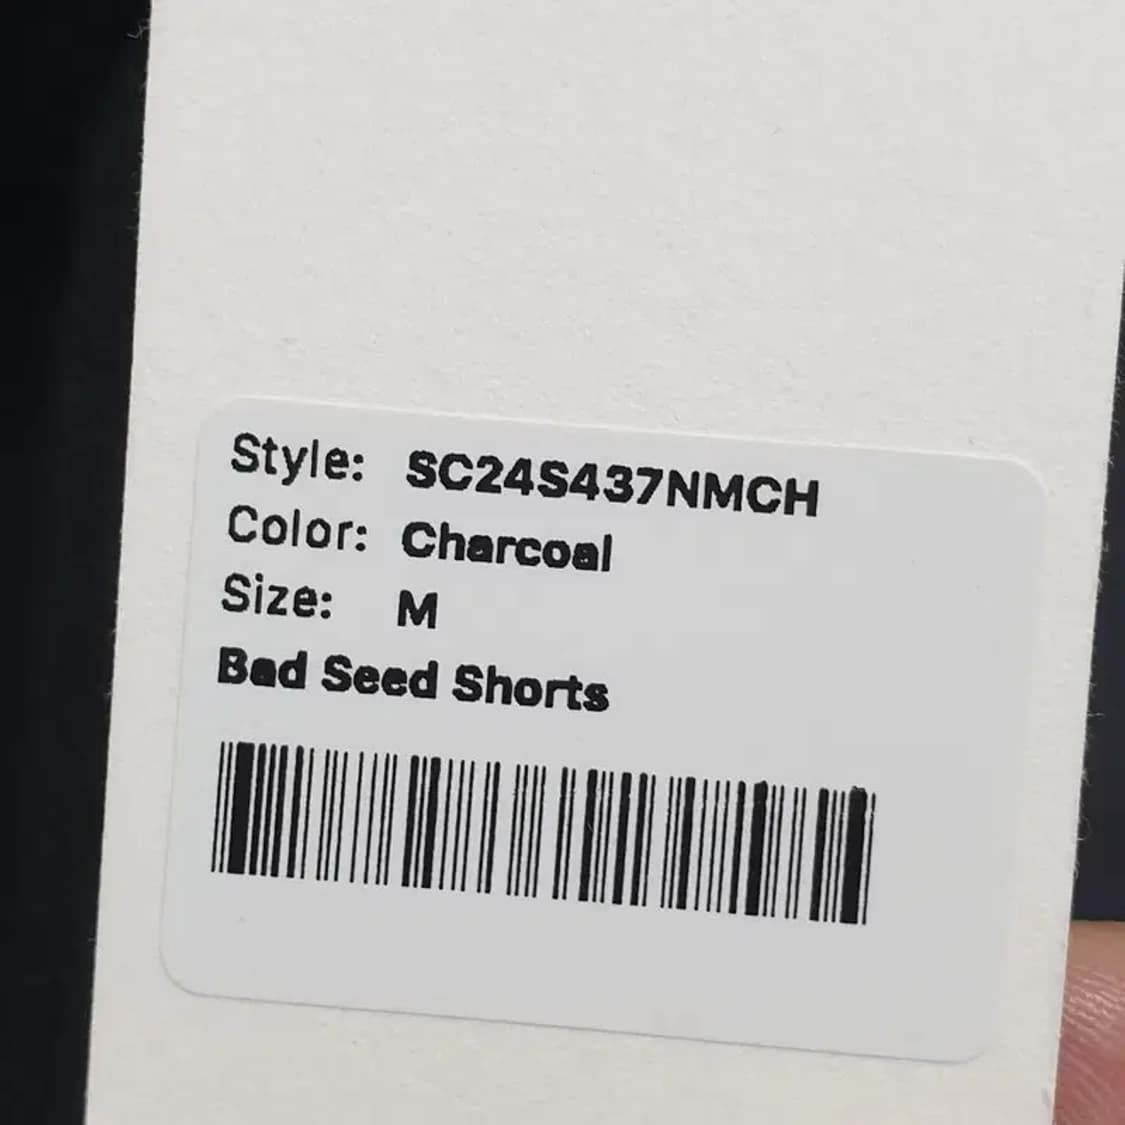 Style: SC24S437NMCH
Color: Charcoal
Size: M
Bad Seed Shorts